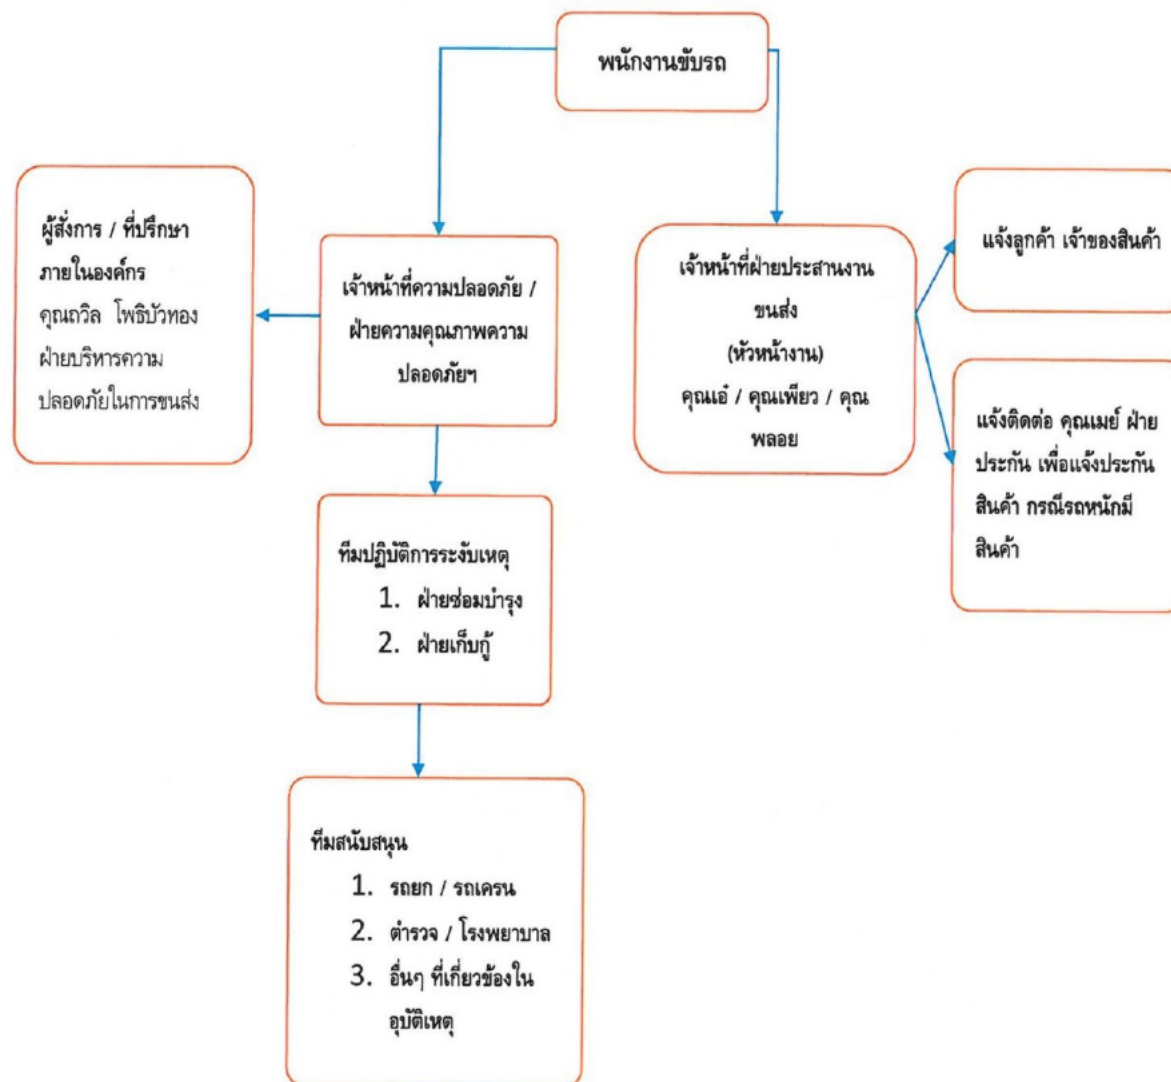 พนักงานขับรถ
ผู้สั่งการ / ที่ปรึกษา
ภายในองค์กร
คุณถวิล โพธิบัวทอง
ฝ่ายบริหารความ
ปลอดภัยในการขนส่ง
เจ้าหน้าที่ความปลอดภัย /
ฝ่ายความคุณภาพความ
ปลอดภัยฯ
เจ้าหน้าที่ฝ่ายประสานงาน
ขนส่ง
(หัวหน้างาน)
คุณเอ๋ / คุณเพียว / คุณ
พลอย
แจ้งลูกค้า เจ้าของสินค้า
แจ้งติดต่อ คุณเมย์ ฝ่าย
ประกัน เพื่อแจ้งประกัน
สินค้า กรณีรถหนักมี
สินค้า
ทีมปฏิบัติการระงับเหตุ
1. ฝ่ายซ่อมบำรุง
2. ฝ่ายเก็บกู้
ทีมสนับสนุน
1. รถยก / รถเครน
2. ตำรวจ / โรงพยาบาล
3. อื่นๆ ที่เกี่ยวข้องใน
อุบัติเหตุ